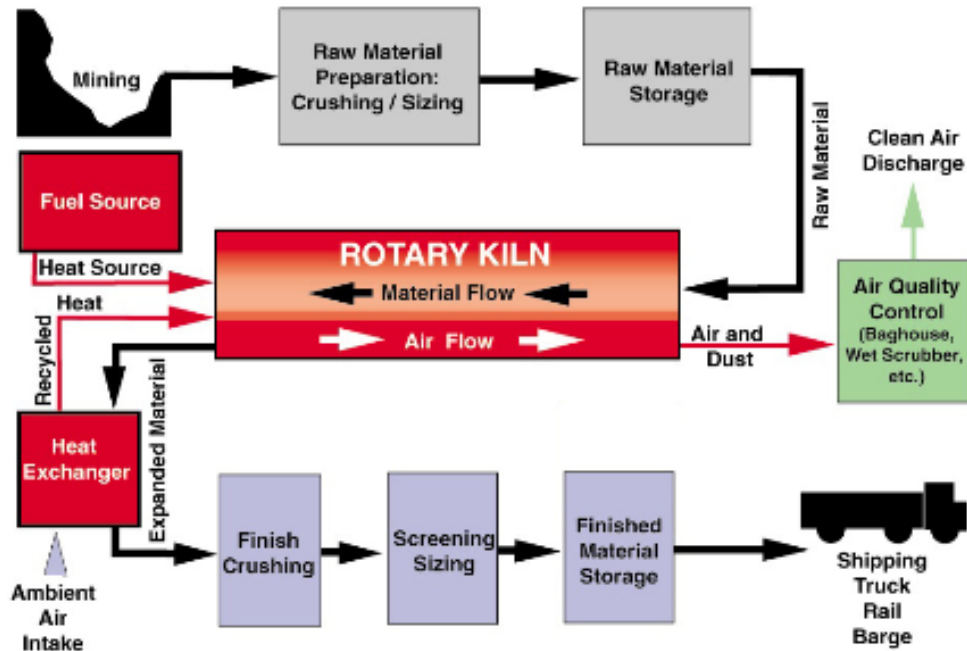 Mining
Raw Material
Preparation:
Crushing / Sizing
Raw Material
Storage
Raw Material
Clean Air
Discharge
Fuel Source
Heat Source
Heat
Recycled
ROTARY KILN
Material Flow
Air Flow
Air and
Dust
Air Quality
Control
(Baghouse,
Wet Scrubber,
etc.)
Heat
Exchanger
Expanded Material
Ambient
Air
Intake
Finish
Crushing
Screening
Sizing
Finished
Material
Storage
Shipping
Truck
Rail
Barge